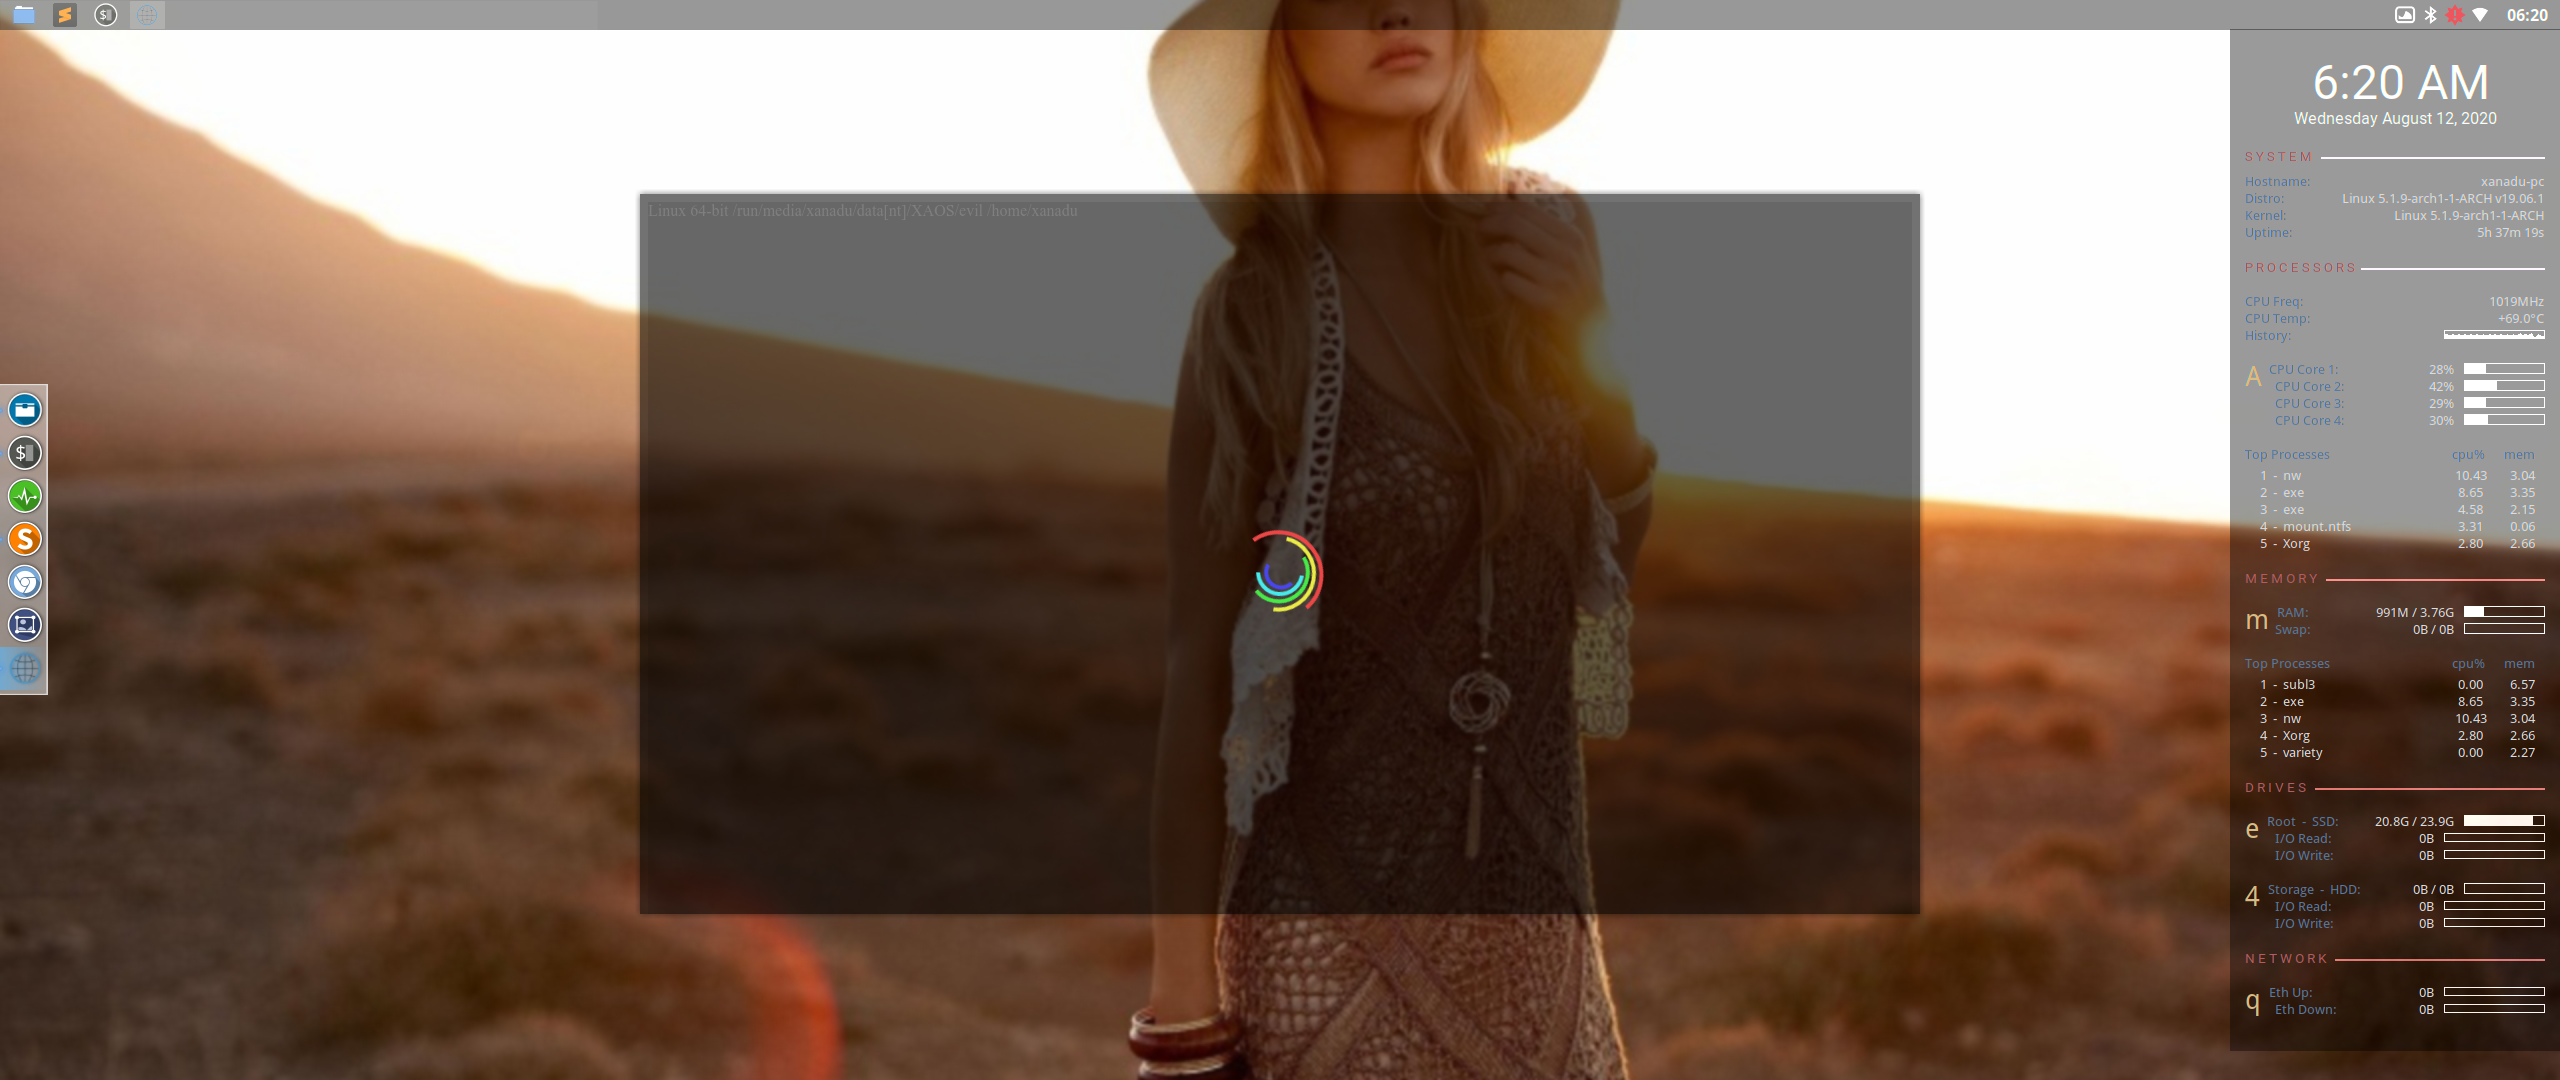 06:20
6:20 AM
Wednesday August 12, 2020
SYSTEM
Hostname: xanadu-pc
Distro: Linux 5.1.9-arch1-1-ARCH v19.06.1
Kernel: Linux 5.1.9-arch1-1-ARCH
Uptime: 5h 37m 19s
PROCESSORS
CPU Freq: 1019MHz
CPU Temp: +69.0°C
History:
A CPU Core 1: 28%
CPU Core 2: 42%
CPU Core 3: 29%
CPU Core 4: 30%
Top Processes cpu% mem
1 - nw 10.43 3.04
2 - exe 8.65 3.35
3 - exe 4.58 2.15
4 - mount.ntfs 3.31 0.06
5 - Xorg 2.80 2.66
MEMORY
m RAM: 991M / 3.76G
Swap: 0B / 0B
Top Processes cpu% mem
1 - subl3 0.00 6.57
2 - exe 8.65 3.35
3 - nw 10.43 3.04
4 - Xorg 2.80 2.66
5 - variety 0.00 2.27
DRIVES
e Root - SSD: 20.8G / 23.9G
I/O Read: 0B
I/O Write: 0B
4 Storage - HDD: 0B / 0B
I/O Read: 0B
I/O Write: 0B
NETWORK
q Eth Up: 0B
Eth Down: 0B
Linux 64-bit /run/media/xanadu/data[nt]/XAOS/evil /home/xanadu
$
$
S